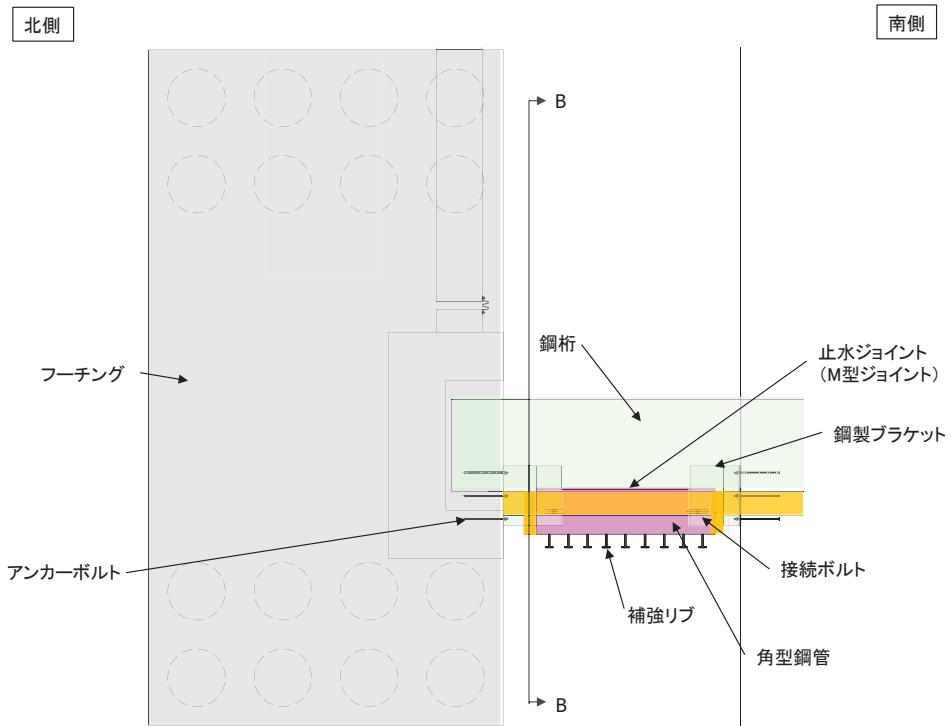 北側
南側
B
鋼桁
止水ジョイント
（M型ジョイント）
フーチング
鋼製ブラケット
アンカーボルト
接続ボルト
補強リブ
角型鋼管
B